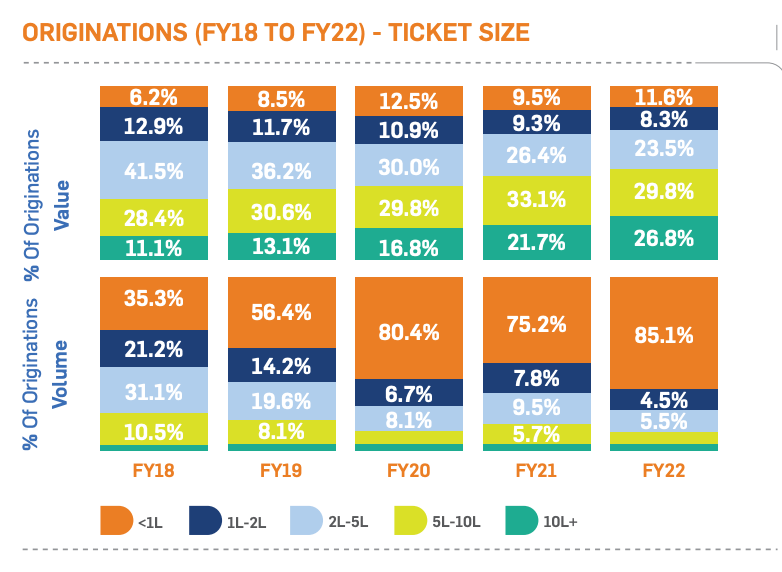 ORIGINATIONS (FY18 TO FY22) - TICKET SIZE
% Of Originations
Value
6.2% 8.5% 12.5% 9.5% 11.6%
12.9% 11.7% 10.9% 9.3% 8.3%
41.5% 36.2% 30.0% 26.4% 23.5%
28.4% 30.6% 29.8% 33.1% 29.8%
11.1% 13.1% 16.8% 21.7% 26.8%
% Of Originations
Volume
35.3% 56.4% 80.4% 75.2% 85.1%
21.2% 14.2% 6.7% 7.8% 4.5%
31.1% 19.6% 8.1% 9.5% 5.5%
10.5% 8.1% 5.7%
FY18 FY19 FY20 FY21 FY22
<1L 1L-2L 2L-5L 5L-10L 10L+